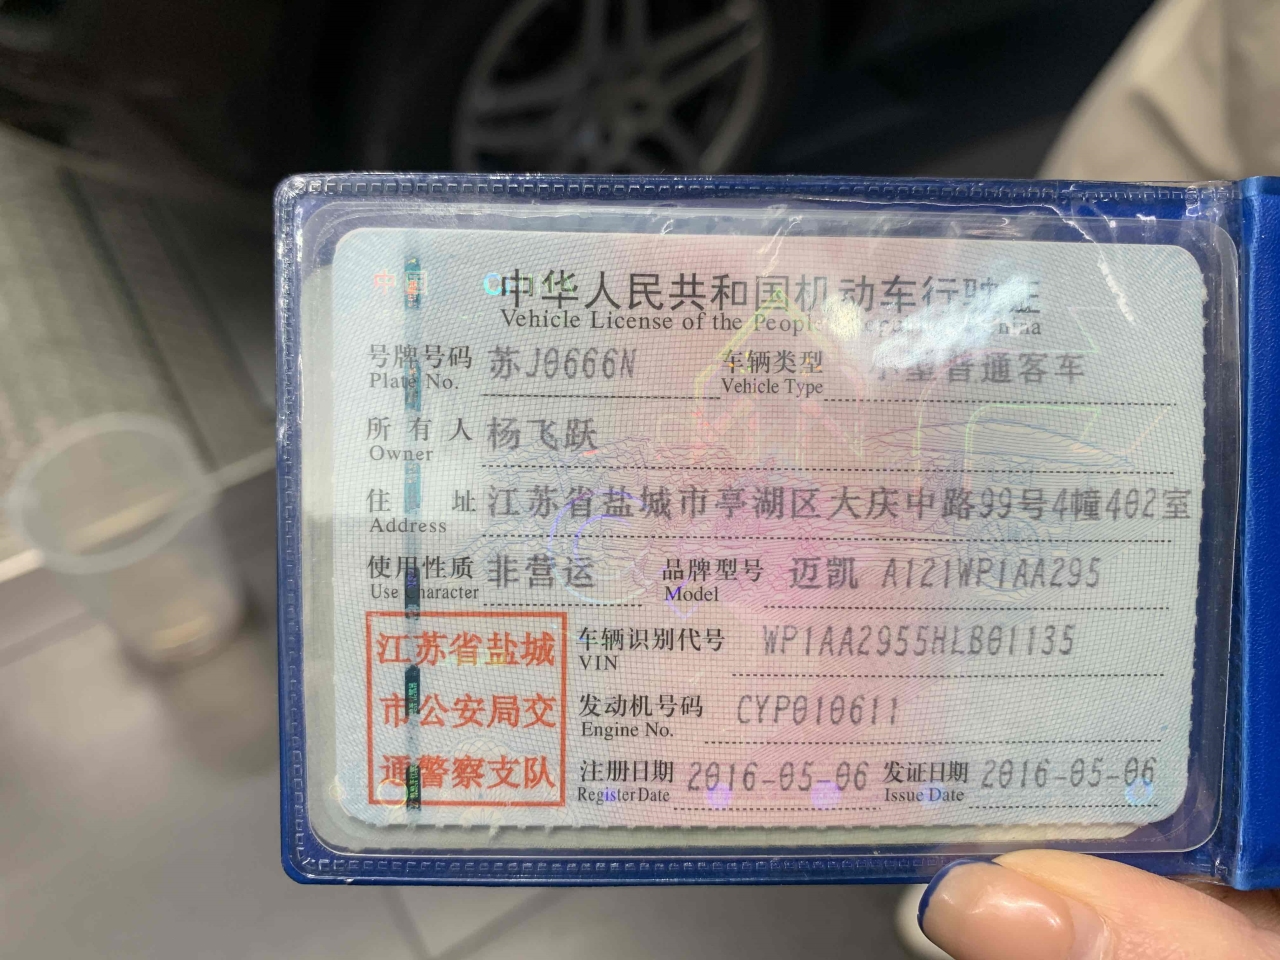 中华人民共和国机动车行驶证
Vehicle License of the People's Republic of China
号牌号码 苏J0666N 车辆类型 小型普通客车
Plate No. Vehicle Type
所有人 杨飞跃
Owner
住址 江苏省盐城市亭湖区大庆中路99号4幢402室
Address
使用性质 非营运 品牌型号 迈凯 A121WP1AA295
Use Character Model
江苏省盐城
市公安局交
通警察支队
车辆识别代号 WP1AA2955HLB01135
VIN
发动机号码 CYP010611
Engine No.
注册日期 2016-05-06 发证日期 2016-05-06
Register Date Issue Date